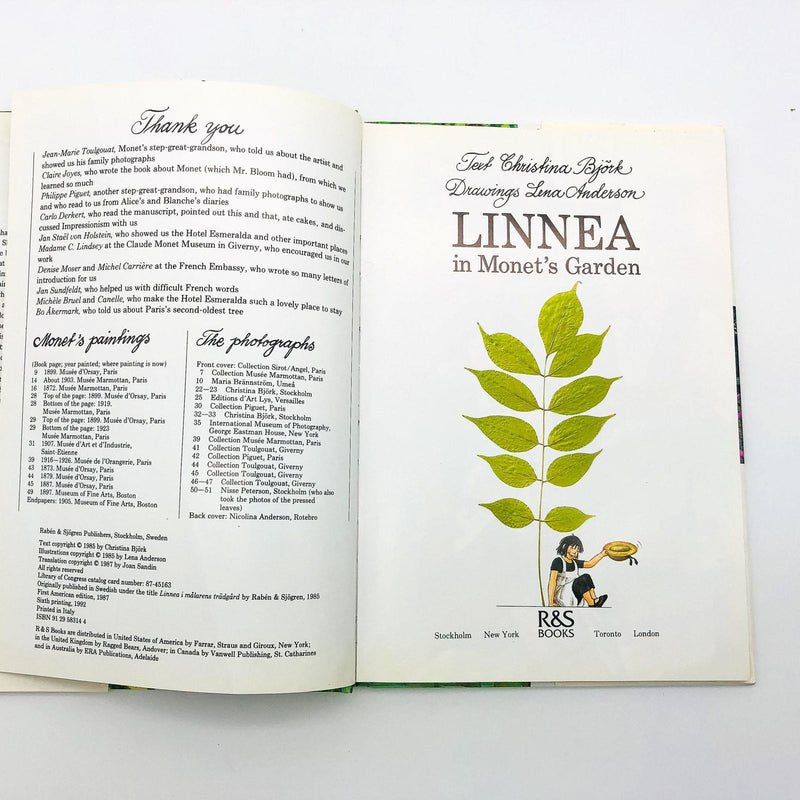 Thank you
Jean-Marie Toulgouat, Monet's step-great-grandson, who told us about the artist and
showed us his family photographs
Claire Joyes, who wrote the book about Monet (which Mr. Bloom had), from which we
learned so much
Philippe Piguet, another step-great-grandson, who had family photographs to show us
and who read to us from Alice's and Blanche's diaries
Carlo Derkert, who read the manuscript, pointed out this and that, ate cakes, and dis-
cussed Impressionism with us
Jan Staël von Holstein, who showed us the Hotel Esmeralda and other important places
Madame C. Lindsey at the Claude Monet Museum in Giverny, who encouraged us in our
work
Denise Moser and Michel Carrière at the French Embassy, who wrote so many letters of
introduction for us
Jan Sundfeldt, who helped us with difficult French words
Michèle Bruel and Canelle, who make the Hotel Esmeralda such a lovely place to stay
Bo Åkermark, who told us about Paris's second-oldest tree
Monet's paintings
(Book page; year painted; where painting is now)
9 1899. Musée d'Orsay, Paris
14 About 1903. Musée Marmottan, Paris
16 1872. Musée Marmottan, Paris
28 Top of the page: 1899. Musée d'Orsay, Paris
28 Bottom of the page: 1919.
Musée Marmottan, Paris
29 Top of the page: 1899. Musée d'Orsay, Paris
29 Bottom of the page: 1923
Musée Marmottan, Paris
31 1907. Musée d'Art et d'Industrie,
Saint-Etienne
39 1916–1926. Musée de l'Orangerie, Paris
43 1873. Musée d'Orsay, Paris
44 1879. Musée d'Orsay, Paris
45 1887. Musée d'Orsay, Paris
49 1897. Museum of Fine Arts, Boston
Endpapers: 1905. Museum of Fine Arts, Boston
The photographs
Front cover: Collection Sirot/Angel, Paris
7 Collection Musée Marmottan, Paris
10 Maria Brännström, Umeå
22–23 Christina Björk, Stockholm
25 Editions d'Art Lys, Versailles
30 Collection Piguet, Paris
32–33 Christina Björk, Stockholm
35 International Museum of Photography,
George Eastman House, New York
39 Collection Musée Marmottan, Paris
41 Collection Toulgouat, Giverny
42 Collection Piguet, Paris
44 Collection Toulgouat, Giverny
45 Collection Toulgouat, Giverny
46–47 Collection Toulgouat, Giverny
50–51 Nisse Peterson, Stockholm (who also
took the photos of the pressed
leaves)
Back cover: Nicolina Anderson, Rotebro
Rabén & Sjögren Publishers, Stockholm, Sweden
Text copyright © 1985 by Christina Björk
Illustrations copyright © 1985 by Lena Anderson
Translation copyright © 1987 by Joan Sandin
All rights reserved
Library of Congress catalog card number: 87-45163
Originally published in Swedish under the title Linnea i målarens trädgård by Rabén & Sjögren, 1985
First American edition, 1987
Sixth printing, 1992
Printed in Italy
ISBN 91 29 58314 4
R & S Books are distributed in United States of America by Farrar, Straus and Giroux, New York;
in the United Kingdom by Ragged Bears, Andover; in Canada by Vanwell Publishing, St. Catharines
and in Australia by ERA Publications, Adelaide
Text Christina Björk
Drawings Lena Anderson
LINNEA
in Monet's Garden
R&S
BOOKS
Stockholm New York Toronto London